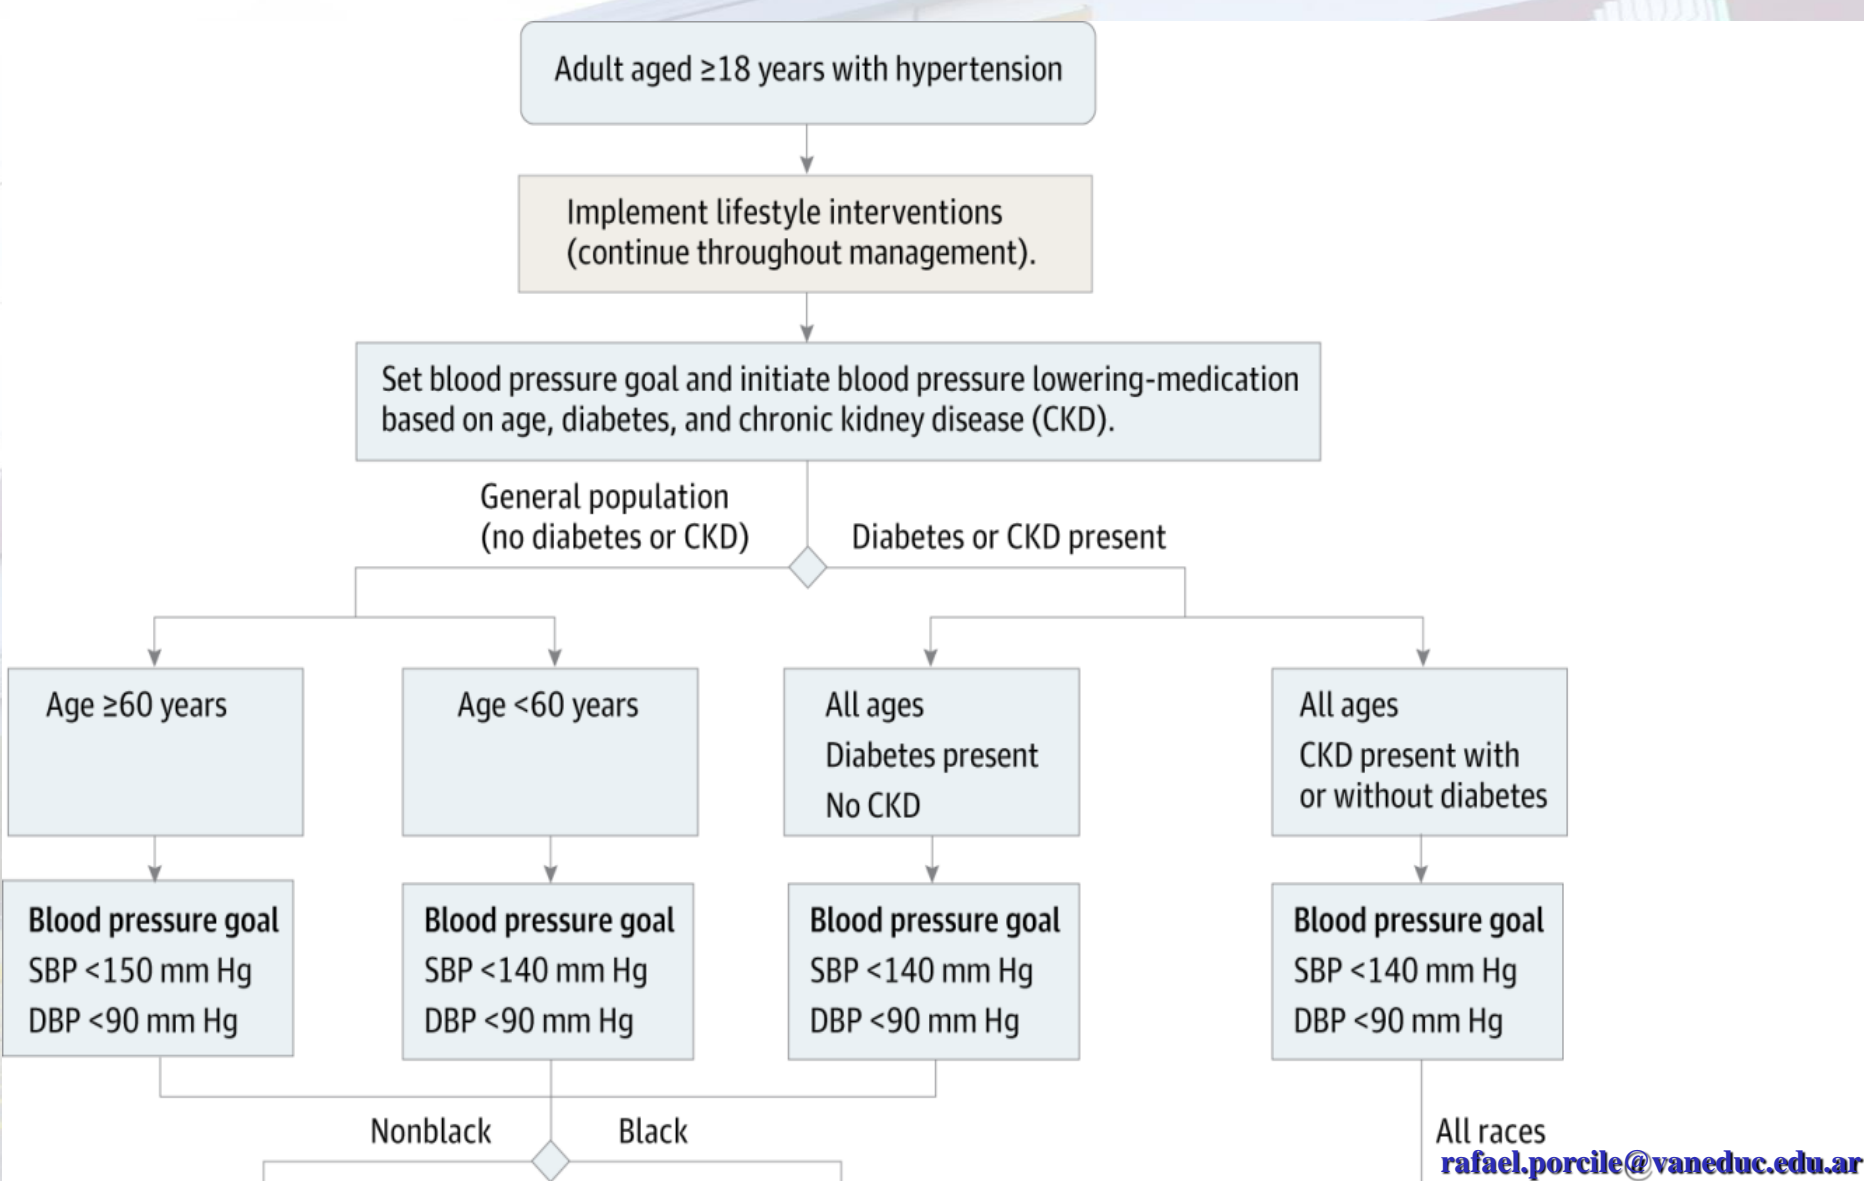 Adult aged ≥18 years with hypertension
Implement lifestyle interventions
(continue throughout management).
Set blood pressure goal and initiate blood pressure lowering-medication
based on age, diabetes, and chronic kidney disease (CKD).
General population
(no diabetes or CKD)
Diabetes or CKD present
Age ≥60 years
Age <60 years
All ages
Diabetes present
No CKD
All ages
CKD present with
or without diabetes
Blood pressure goal
SBP <150 mm Hg
DBP <90 mm Hg
Blood pressure goal
SBP <140 mm Hg
DBP <90 mm Hg
Blood pressure goal
SBP <140 mm Hg
DBP <90 mm Hg
Blood pressure goal
SBP <140 mm Hg
DBP <90 mm Hg
Nonblack
Black
All races
rafael.porcile@vaneduc.edu.ar